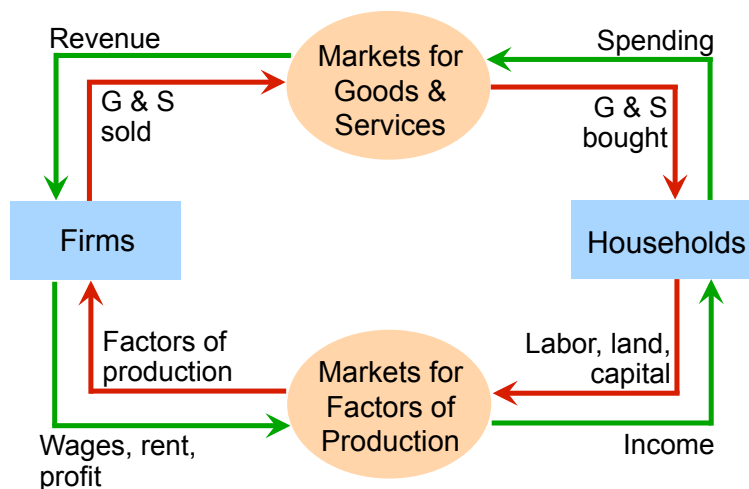 Revenue
Markets for
Goods &
Services
Spending
G & S
sold
G & S
bought
Firms
Households
Factors of
production
Markets for
Factors of
Production
Labor, land,
capital
Wages, rent,
profit
Income